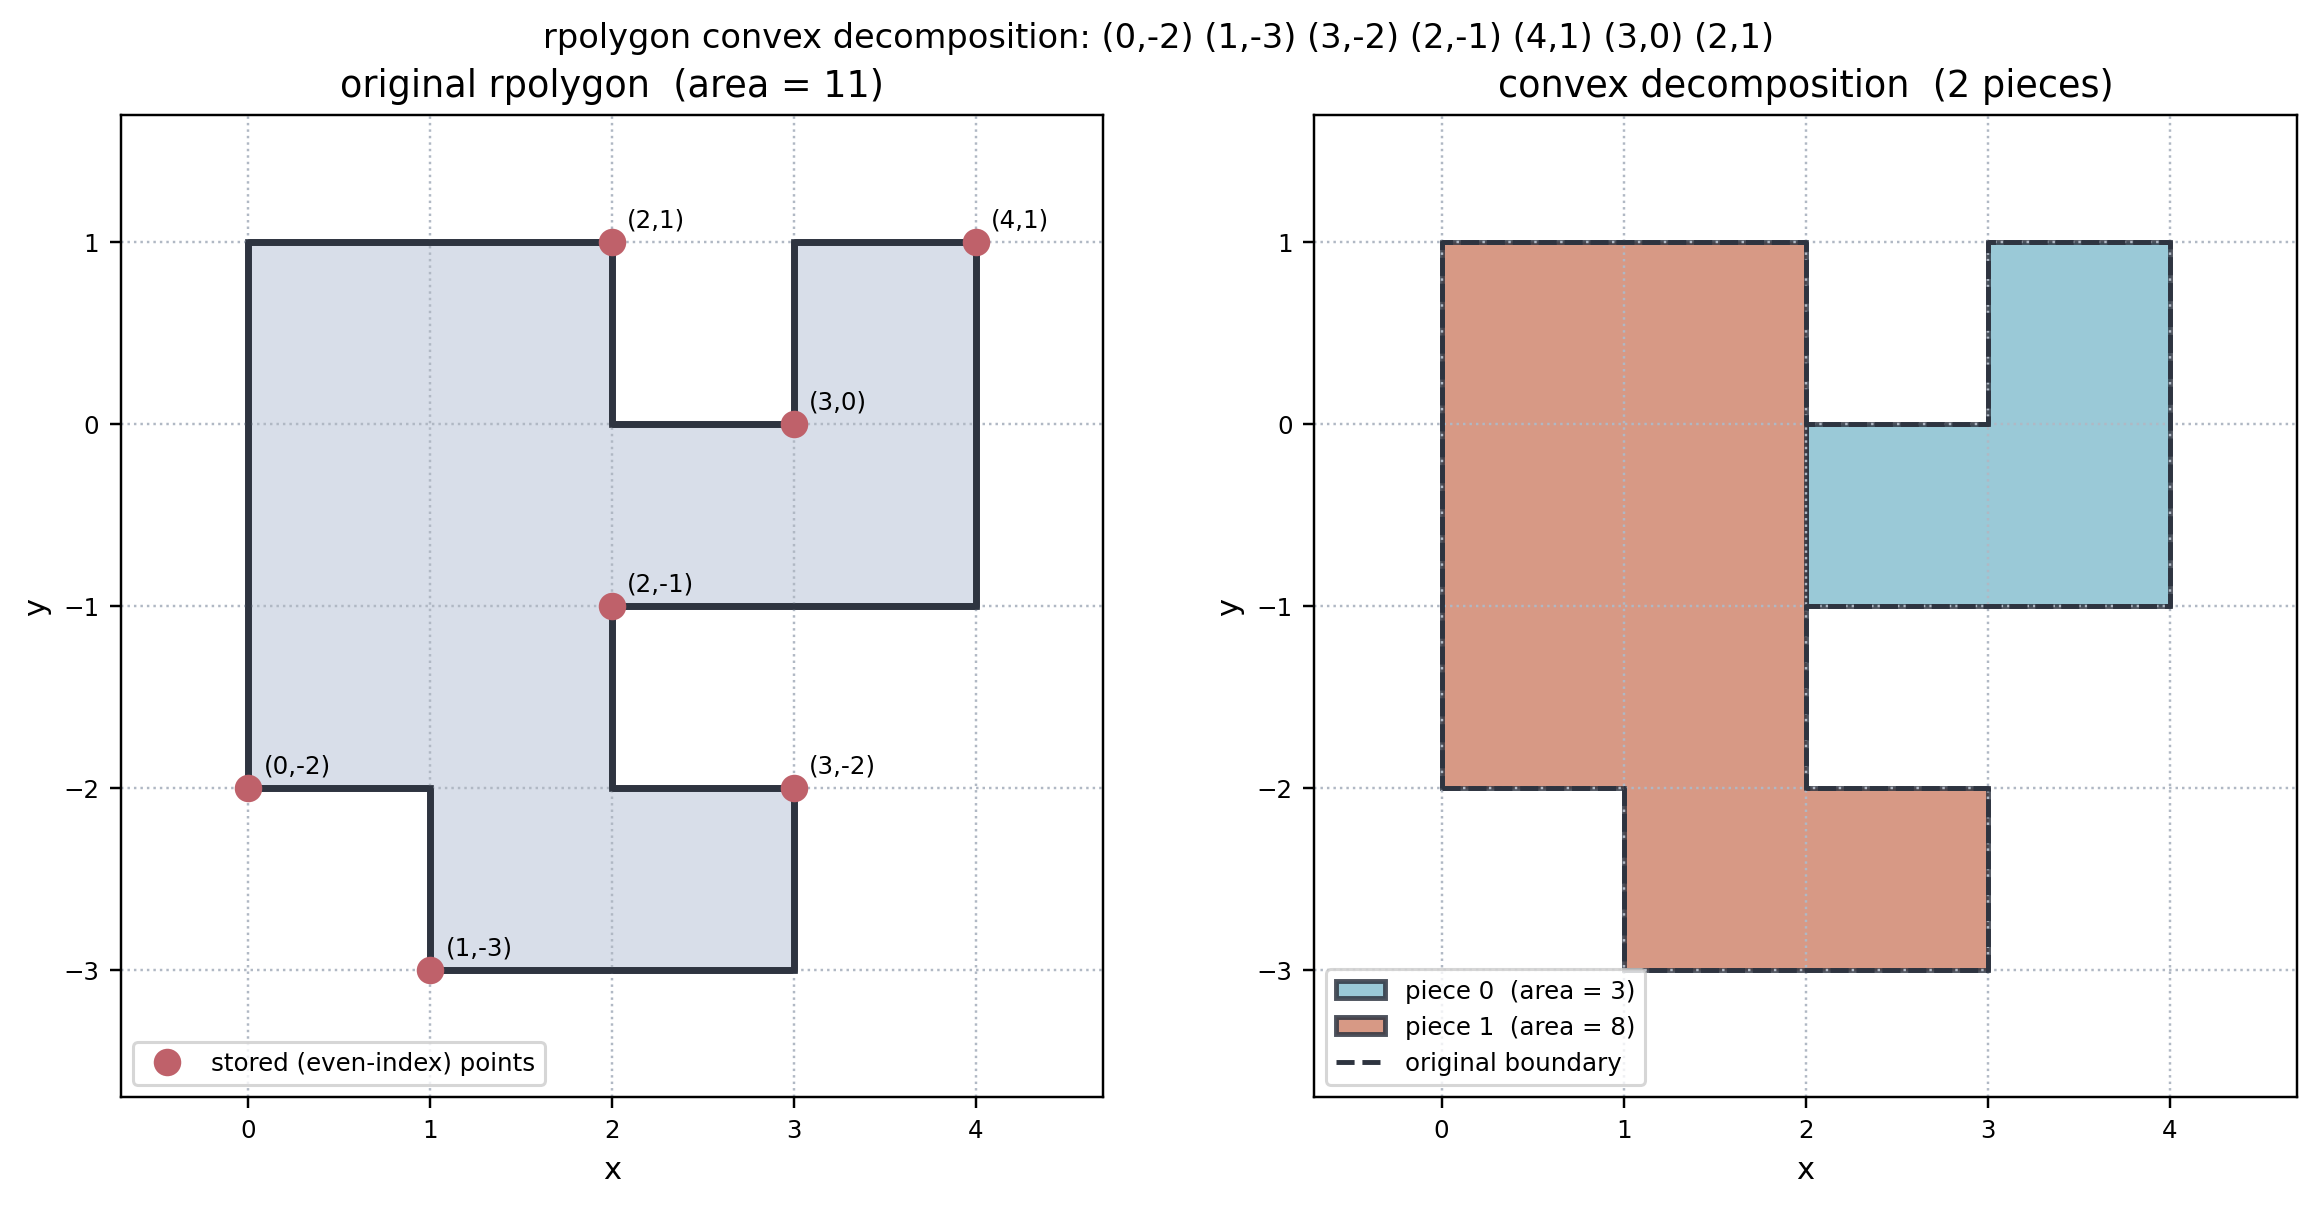 rpolygon convex decomposition: (0,-2) (1,-3) (3,-2) (2,-1) (4,1) (3,0) (2,1)
original rpolygon  (area = 11)
(2,1)
(4,1)
(3,0)
(2,-1)
(0,-2)
(3,-2)
(1,-3)
1
0
−1
−2
−3
y
stored (even-index) points
0 1 2 3 4
x
convex decomposition  (2 pieces)
1
0
−1
−2
−3
y
piece 0  (area = 3)
piece 1  (area = 8)
original boundary
0 1 2 3 4
x